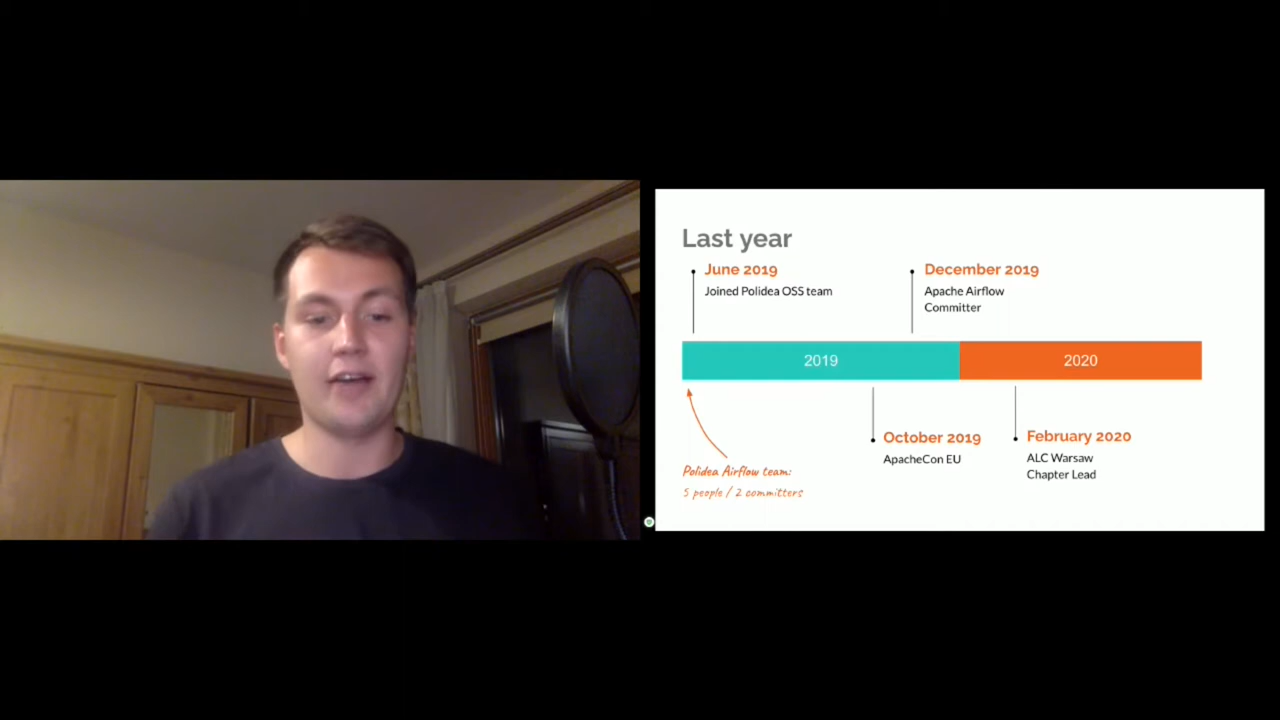 Last year
June 2019
Joined Polidea OSS team
December 2019
Apache Airflow
Committer
2019
2020
October 2019
ApacheCon EU
February 2020
ALC Warsaw
Chapter Lead
Polidea Airflow team:
5 people / 2 committers